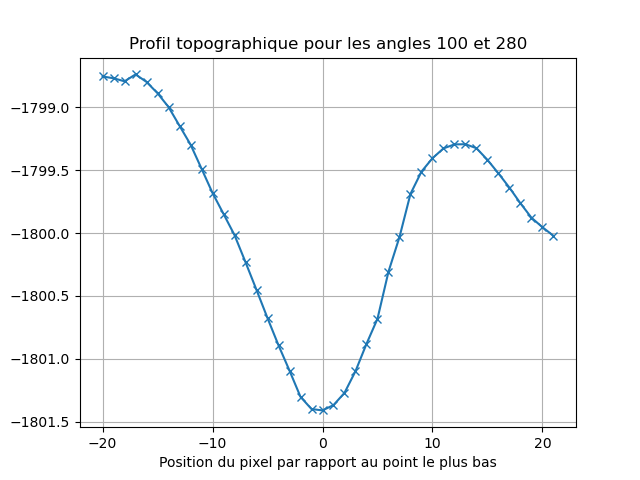 Profil topographique pour les angles 100 et 280
−1799.0
−1799.5
−1800.0
−1800.5
−1801.0
−1801.5
−20 −10 0 10 20
Position du pixel par rapport au point le plus bas